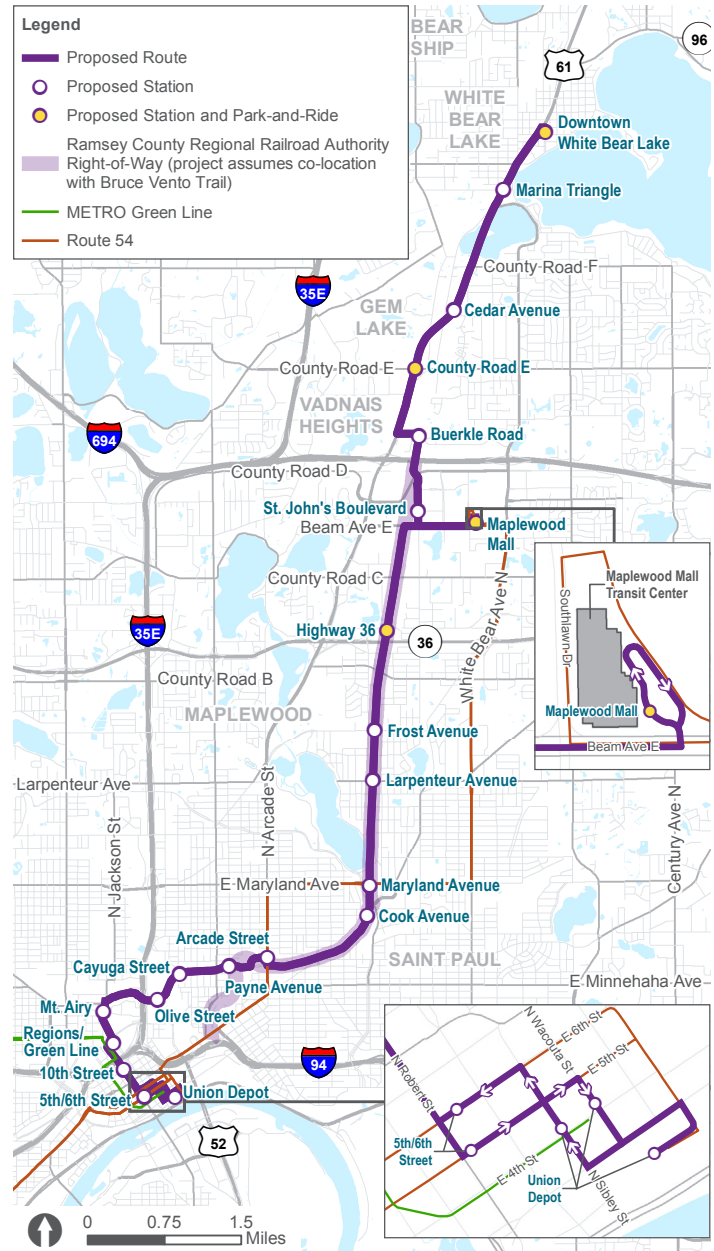 Legend
Proposed Route
Proposed Station
Proposed Station and Park-and-Ride
Ramsey County Regional Railroad Authority
Right-of-Way (project assumes co-location
with Bruce Vento Trail)
METRO Green Line
Route 54
BEAR
SHIP
96
61
WHITE
BEAR
LAKE
Downtown
White Bear Lake
Marina Triangle
County Road F
35E
GEM
LAKE
Cedar Avenue
County Road E
County Road E
VADNAIS
HEIGHTS
694
Buerkle Road
County Road D
St. John's Boulevard
Beam Ave E
Maplewood
Mall
County Road C
35E
Highway 36
36
White Bear Ave N
County Road B
MAPLEWOOD
Maplewood Mall
Transit Center
Southlawn Dr
Maplewood Mall
Beam Ave E
Frost Avenue
Larpenteur Ave
Larpenteur Avenue
N Arcade St
N Jackson St
Century Ave N
E Maryland Ave
Maryland Avenue
Cook Avenue
Arcade Street
SAINT PAUL
Cayuga Street
Payne Avenue
E Minnehaha Ave
Mt. Airy
Olive Street
Regions/
Green Line
10th Street
94
5th/6th Street
Union Depot
52
N Wacouta St
E 6th St
E 5th St
N Robert St
5th/6th
Street
E 4th St
Union
Depot
N Sibley St
0 0.75 1.5
Miles